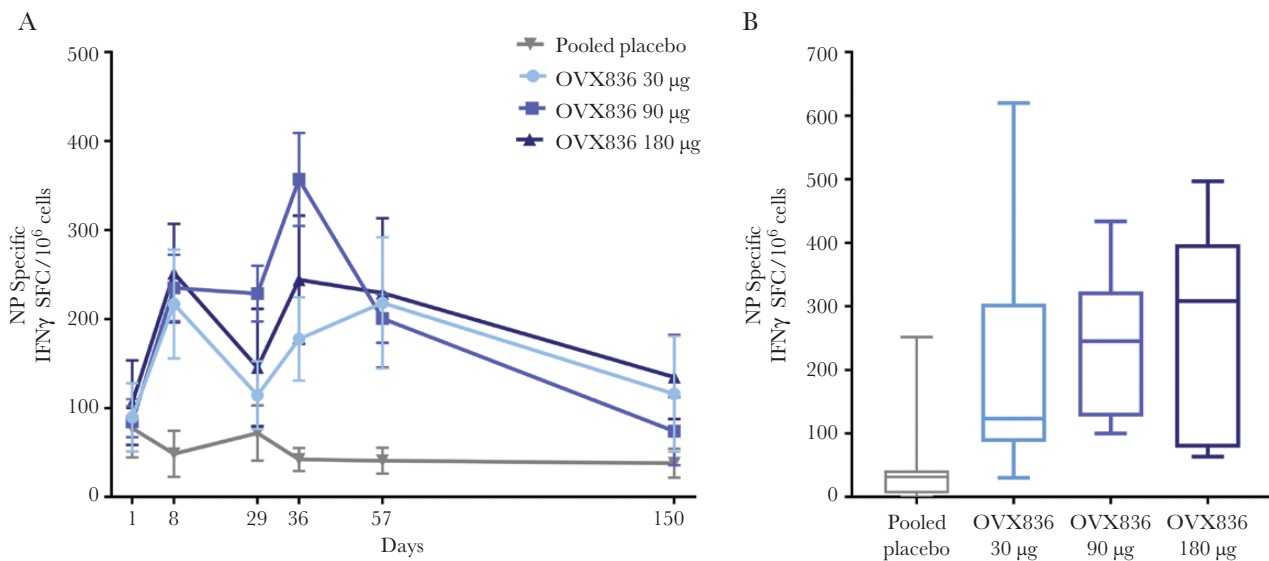 A
NP Specific
IFNγ SFC/10⁶ cells
500
400
300
200
100
0
1 8 29 36 57 150
Days
Pooled placebo
OVX836 30 µg
OVX836 90 µg
OVX836 180 µg
B
NP Specific
IFNγ SFC/10⁶ cells
700
600
500
400
300
200
100
0
Pooled OVX836 OVX836 OVX836
placebo 30 µg 90 µg 180 µg